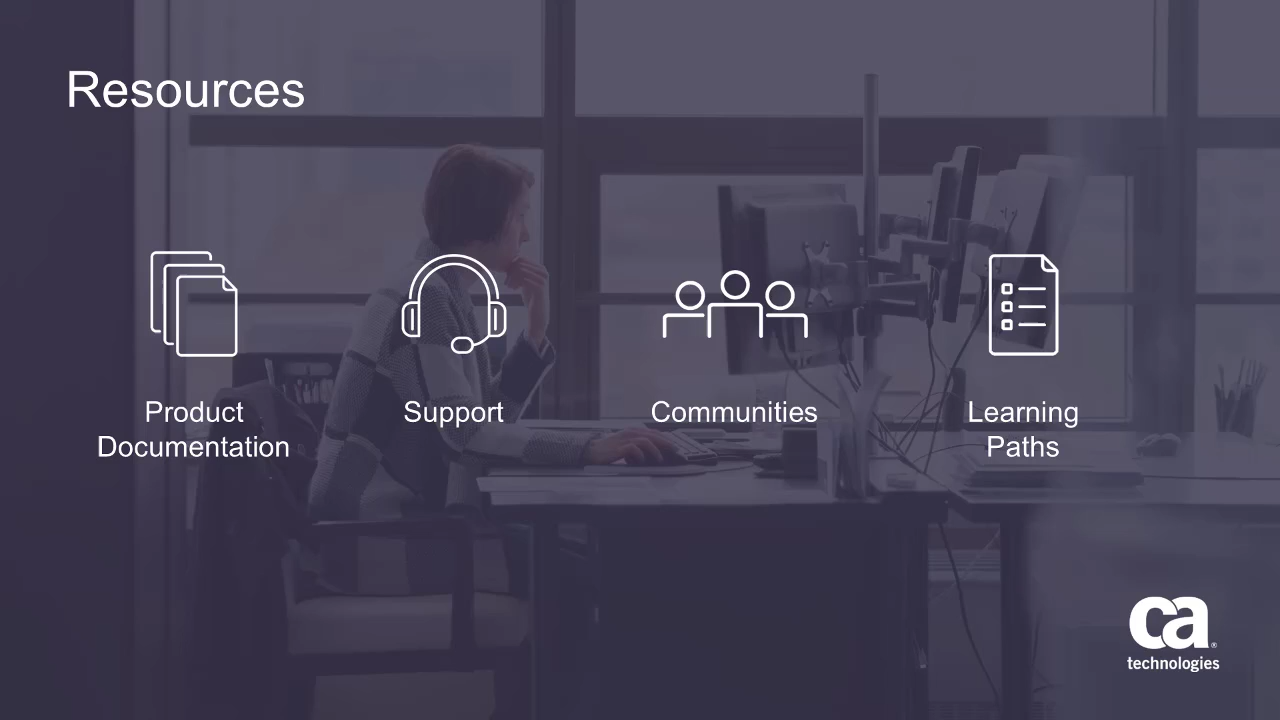 Resources
Product
Documentation
Support
Communities
Learning
Paths
ca®
technologies